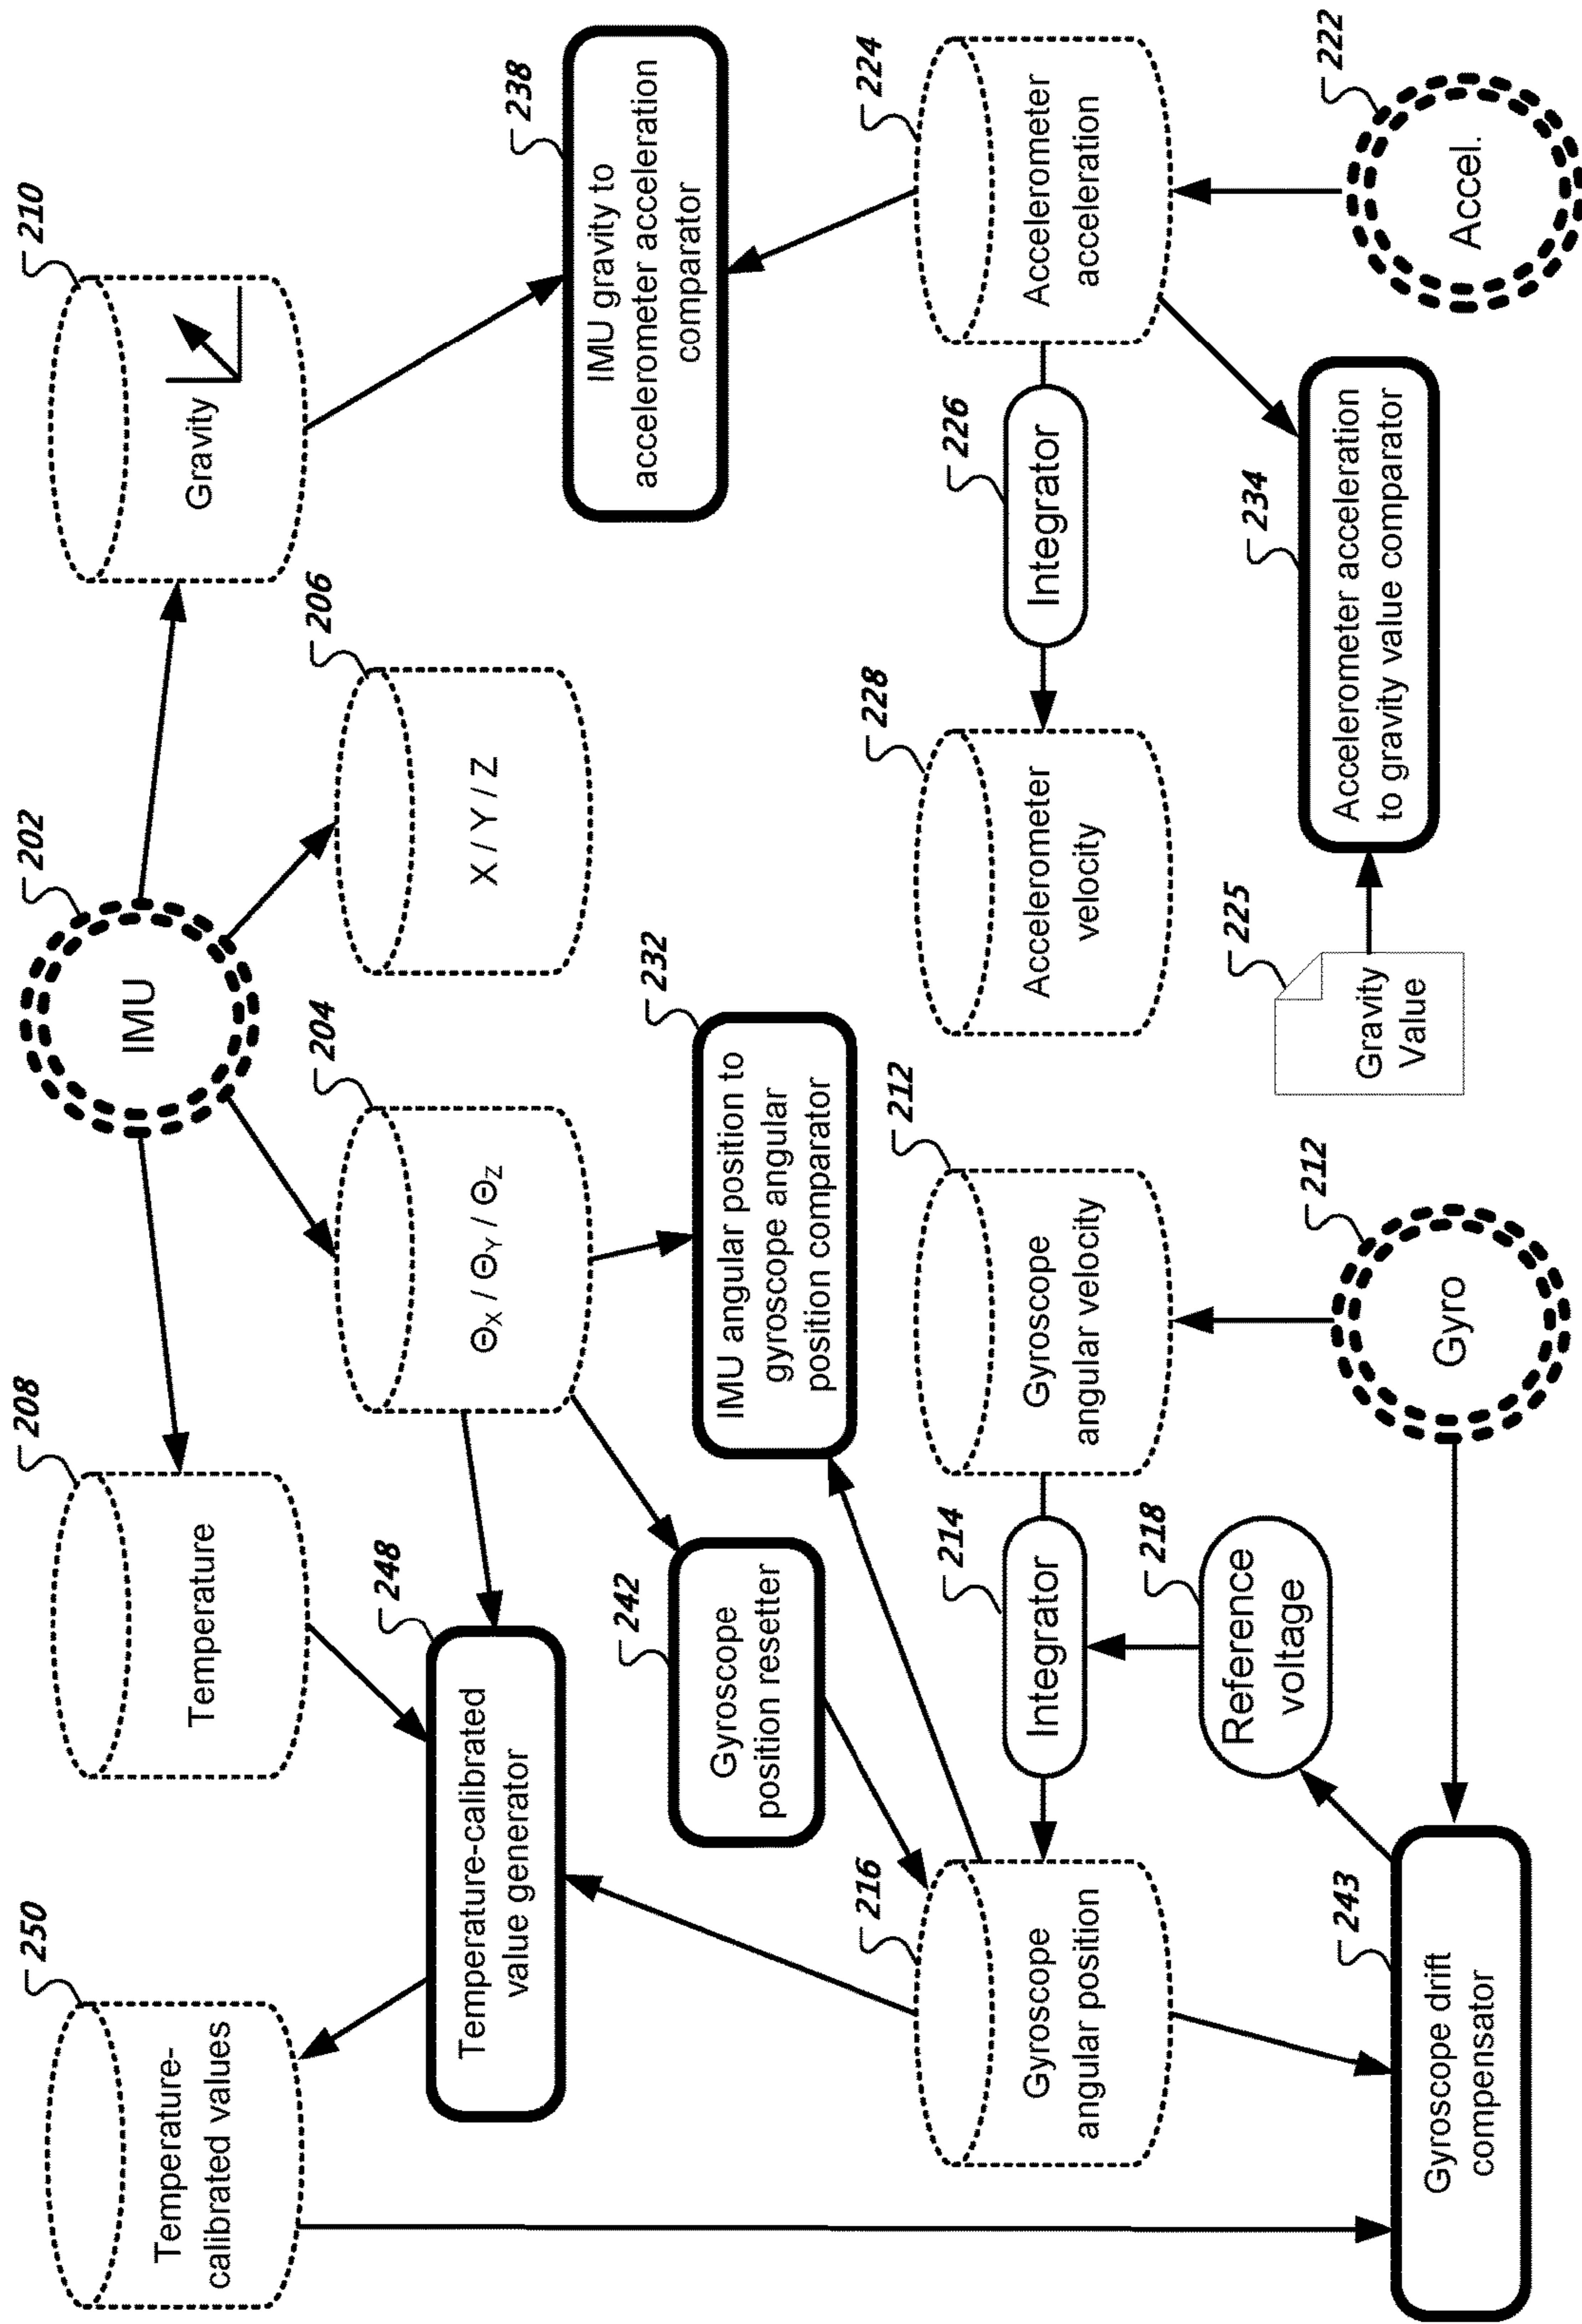 250
Temperature-
calibrated values
208
Temperature
202
IMU
210
Gravity
248
Temperature-calibrated
value generator
204
ΘX / ΘY / ΘZ
206
X / Y / Z
238
IMU gravity to
accelerometer acceleration
comparator
242
Gyroscope
position resetter
232
IMU angular position to
gyroscope angular
position comparator
216
Gyroscope
angular position
214
Integrator
212
Gyroscope
angular velocity
228
Accelerometer
velocity
226
Integrator
224
Accelerometer
acceleration
218
Reference
voltage
243
Gyroscope drift
compensator
212
Gyro
225
Gravity
Value
234
Accelerometer acceleration
to gravity value comparator
222
Accel.